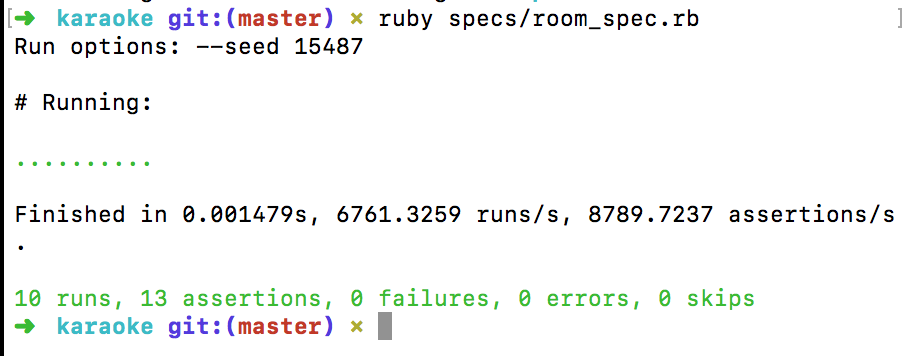 [➜ karaoke git:(master) × ruby specs/room_spec.rb ]
Run options: --seed 15487
# Running:
..........
Finished in 0.001479s, 6761.3259 runs/s, 8789.7237 assertions/s
.
10 runs, 13 assertions, 0 failures, 0 errors, 0 skips
➜ karaoke git:(master) ×